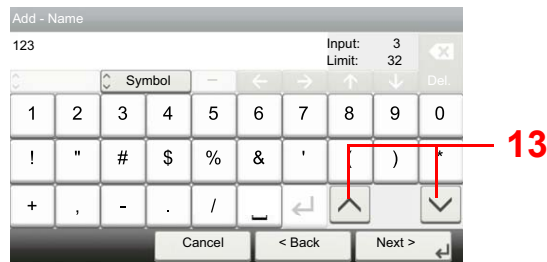 Add - Name
123
Input: 3
Limit: 32
Symbol
Del.
1 2 3 4 5 6 7 8 9 0
! " # $ % & ' ( ) *
+ , - . /
Cancel < Back Next >
13